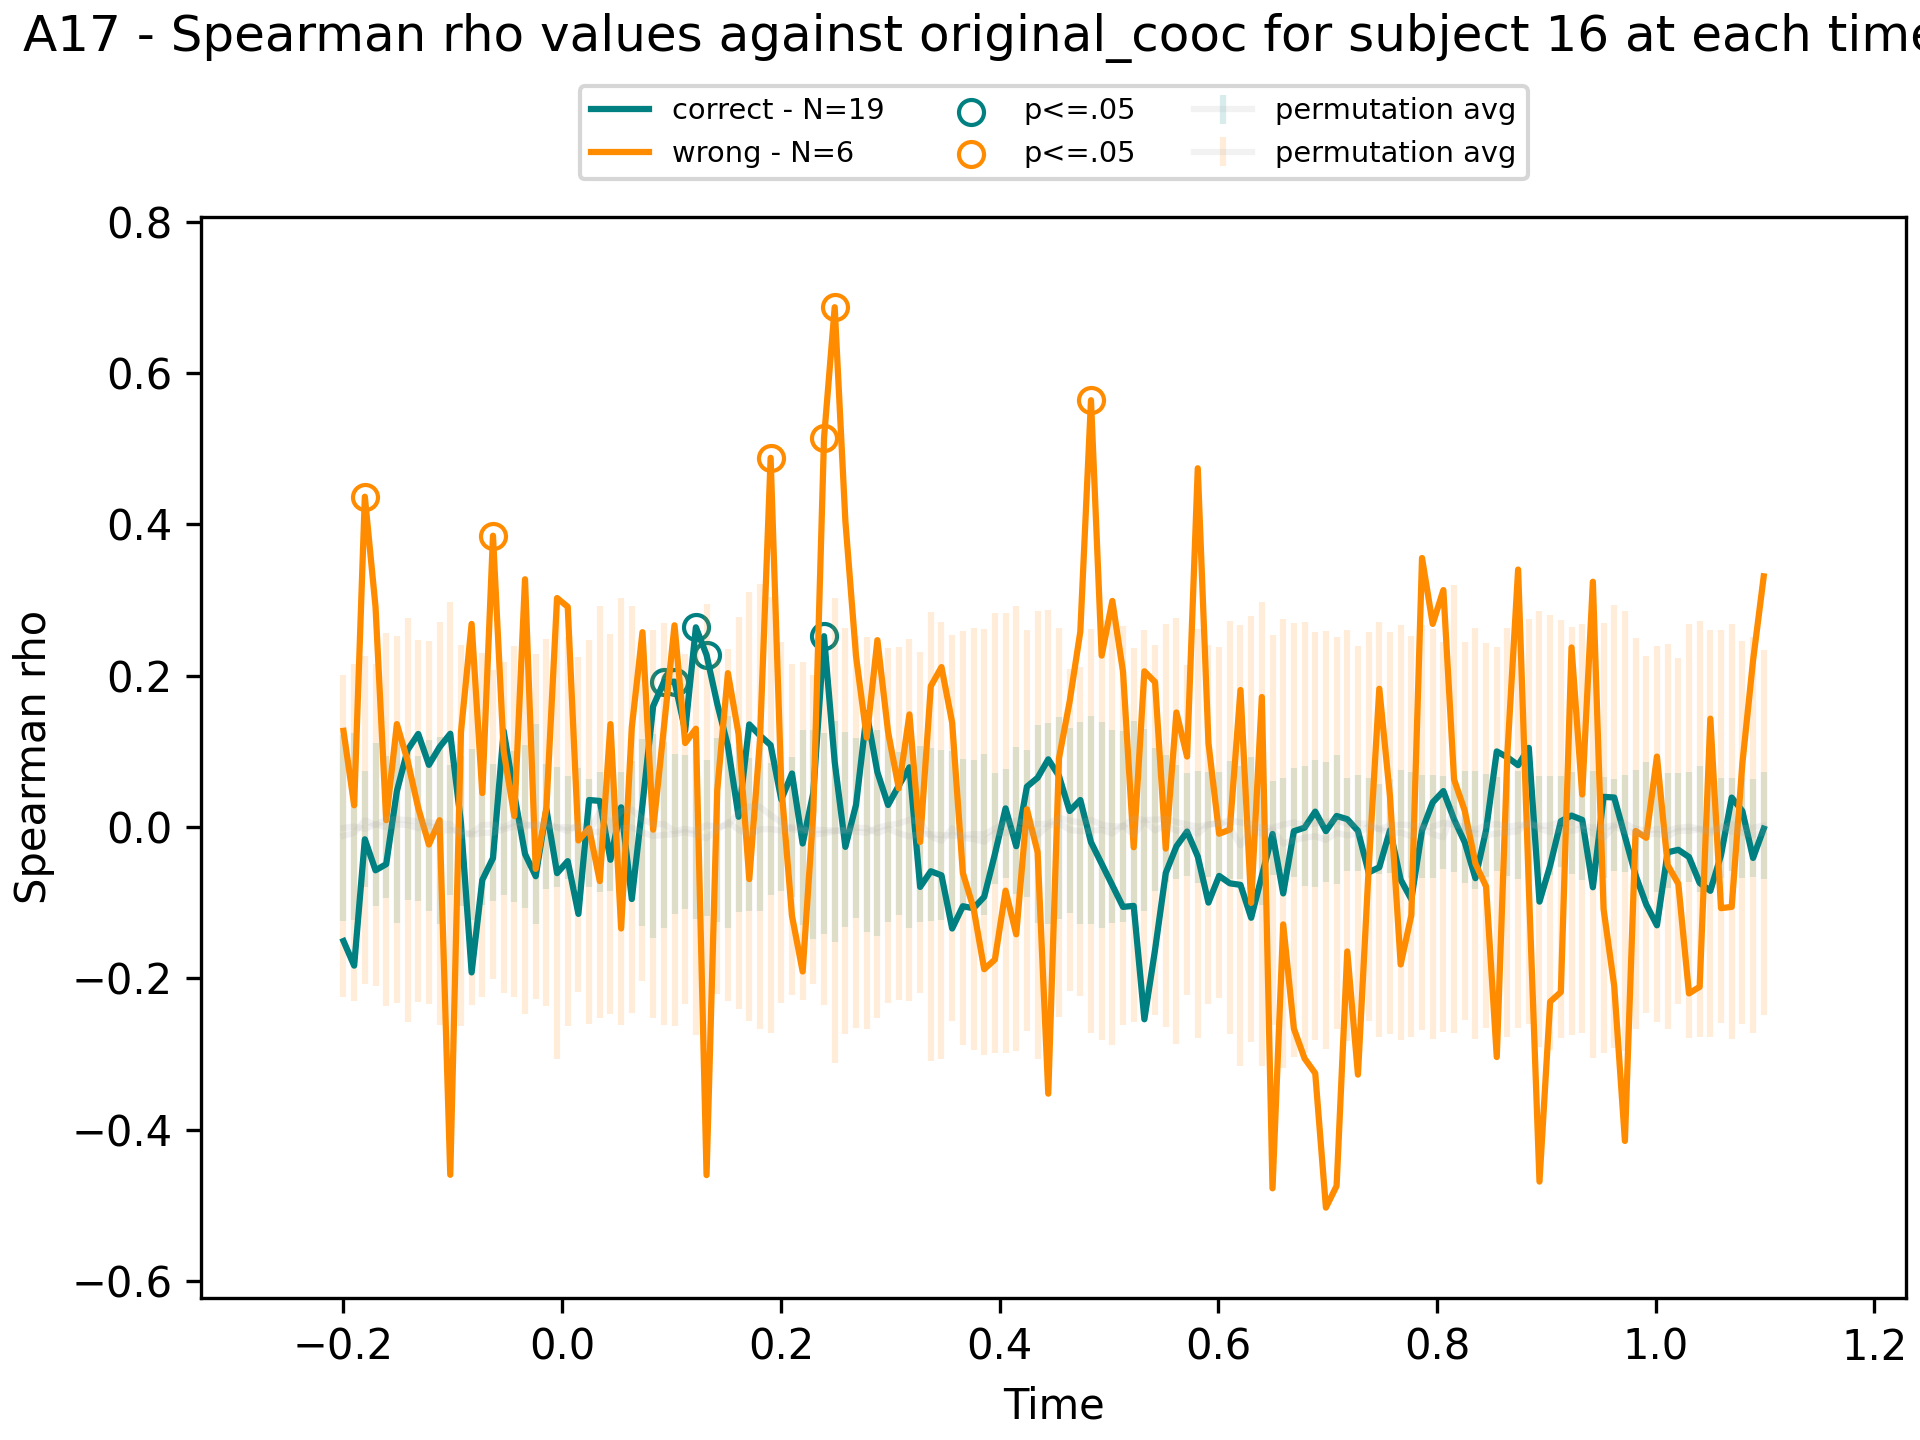 A17 - Spearman rho values against original_cooc for subject 16 at each time
correct - N=19 p<=.05 permutation avg
wrong - N=6 p<=.05 permutation avg
0.8
0.6
0.4
0.2
0.0
−0.2
−0.4
−0.6
Spearman rho
−0.2 0.0 0.2 0.4 0.6 0.8 1.0 1.2
Time